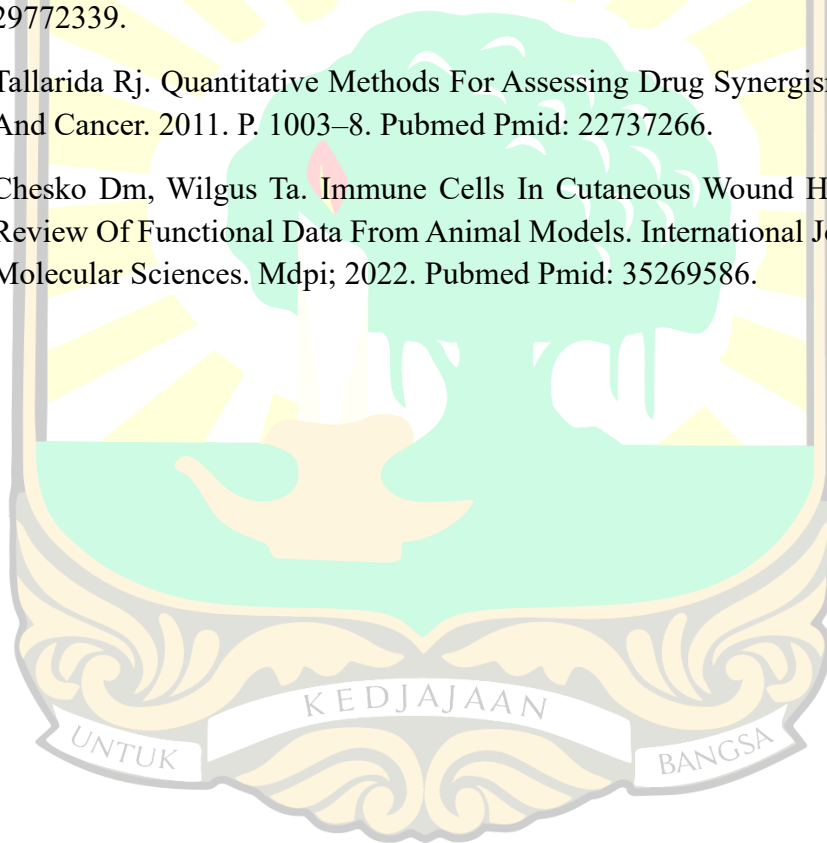 29772339.
Tallarida Rj. Quantitative Methods For Assessing Drug
And Cancer. 2011. P. 1003–8. Pubmed Pmid: 22737266.
Chesko Dm, Wilgus Ta. Immune Cells In Cutaneous Wound
Review Of Functional Data From Animal Models. International
Molecular Sciences. Mdpi; 2022. Pubmed Pmid: 35269586.
KEDJAJAAN
UNTUK BANGSA